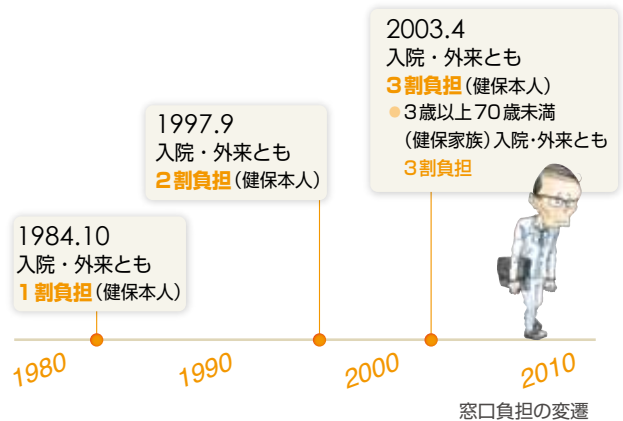 2003.4
入院・外来とも
3割負担(健保本人)
●3歳以上70歳未満
(健保家族)入院・外来とも
3割負担
1997.9
入院・外来とも
2割負担(健保本人)
1984.10
入院・外来とも
1割負担(健保本人)
1980
1990
2000
2010
窓口負担の変遷